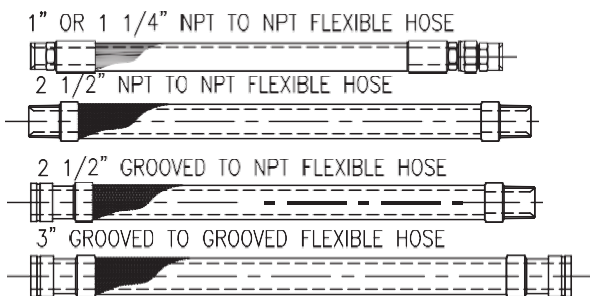 1” OR 1 1/4” NPT TO NPT FLEXIBLE HOSE
2 1/2” NPT TO NPT FLEXIBLE HOSE
2 1/2” GROOVED TO NPT FLEXIBLE HOSE
3” GROOVED TO GROOVED FLEXIBLE HOSE